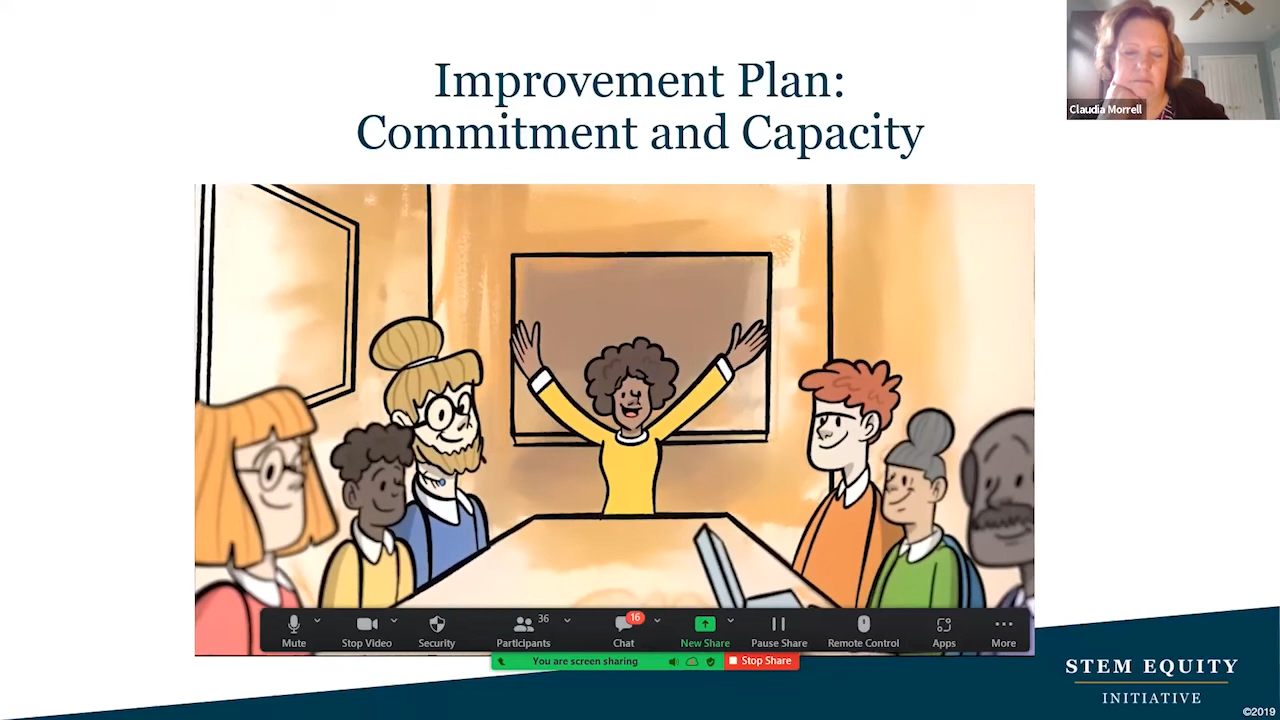 Improvement Plan:
Commitment and Capacity
Claudia Morrell
Mute
Stop Video
Security
Participants
36
Chat
16
New Share
Pause Share
Remote Control
Apps
More
You are screen sharing
Stop Share
STEM EQUITY
INITIATIVE
©2019